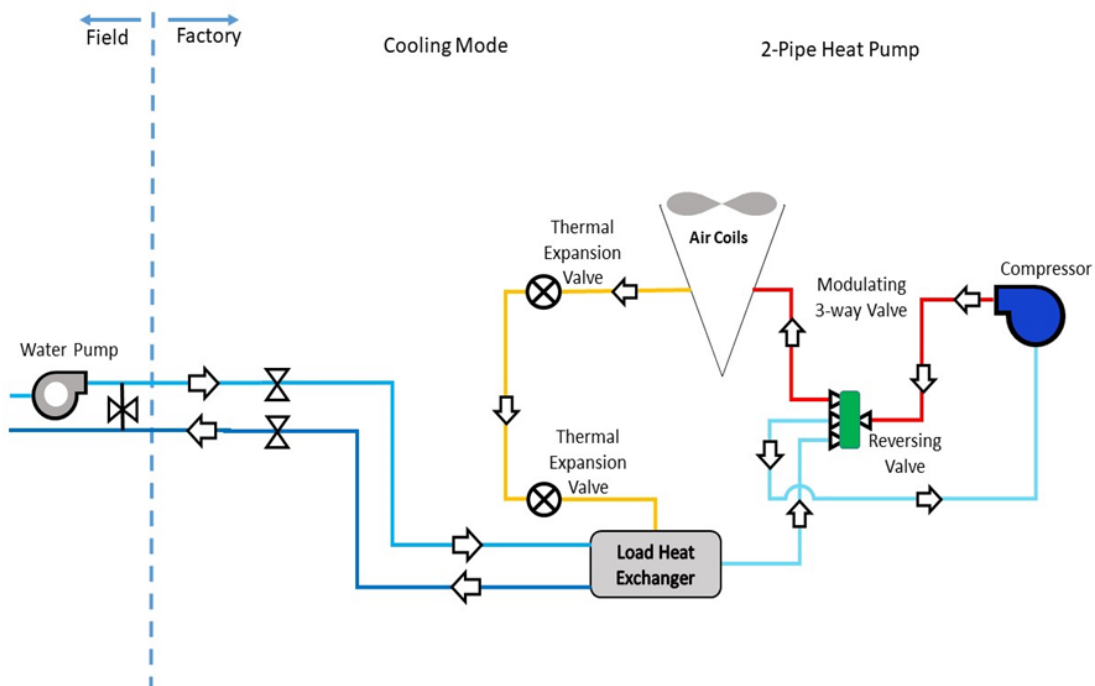 Field
Factory
Cooling Mode
2-Pipe Heat Pump
Thermal
Expansion
Valve
Air Coils
Modulating
3-way Valve
Compressor
Water Pump
Thermal
Expansion
Valve
Reversing
Valve
Load Heat
Exchanger